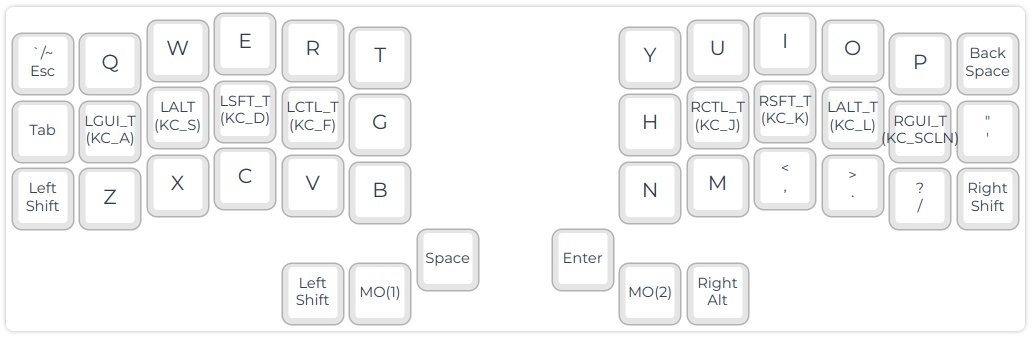 `/~
Esc
Q
W
E
R
T
Y
U
I
O
P
Back
Space
Tab
LGUI_T
(KC_A)
LALT
(KC_S)
LSFT_T
(KC_D)
LCTL_T
(KC_F)
G
H
RCTL_T
(KC_J)
RSFT_T
(KC_K)
LALT_T
(KC_L)
RGUI_T
(KC_SCLN)
"
'
Left
Shift
Z
X
C
V
B
N
M
<
,
>
.
?
/
Right
Shift
Space
Enter
Left
Shift
MO(1)
MO(2)
Right
Alt